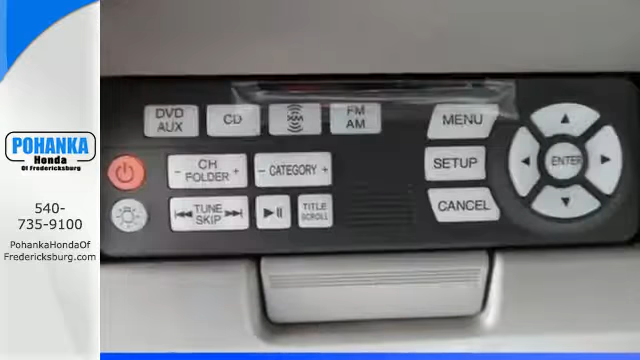 POHANKA
Honda
Of Fredericksburg
540-
735-9100
PohankaHondaOf
Fredericksburg.com
DVD
AUX
CD
XM
FM
AM
MENU
- CH
FOLDER +
- CATEGORY +
SETUP
ENTER
TUNE
SKIP
TITLE
SCROLL
CANCEL